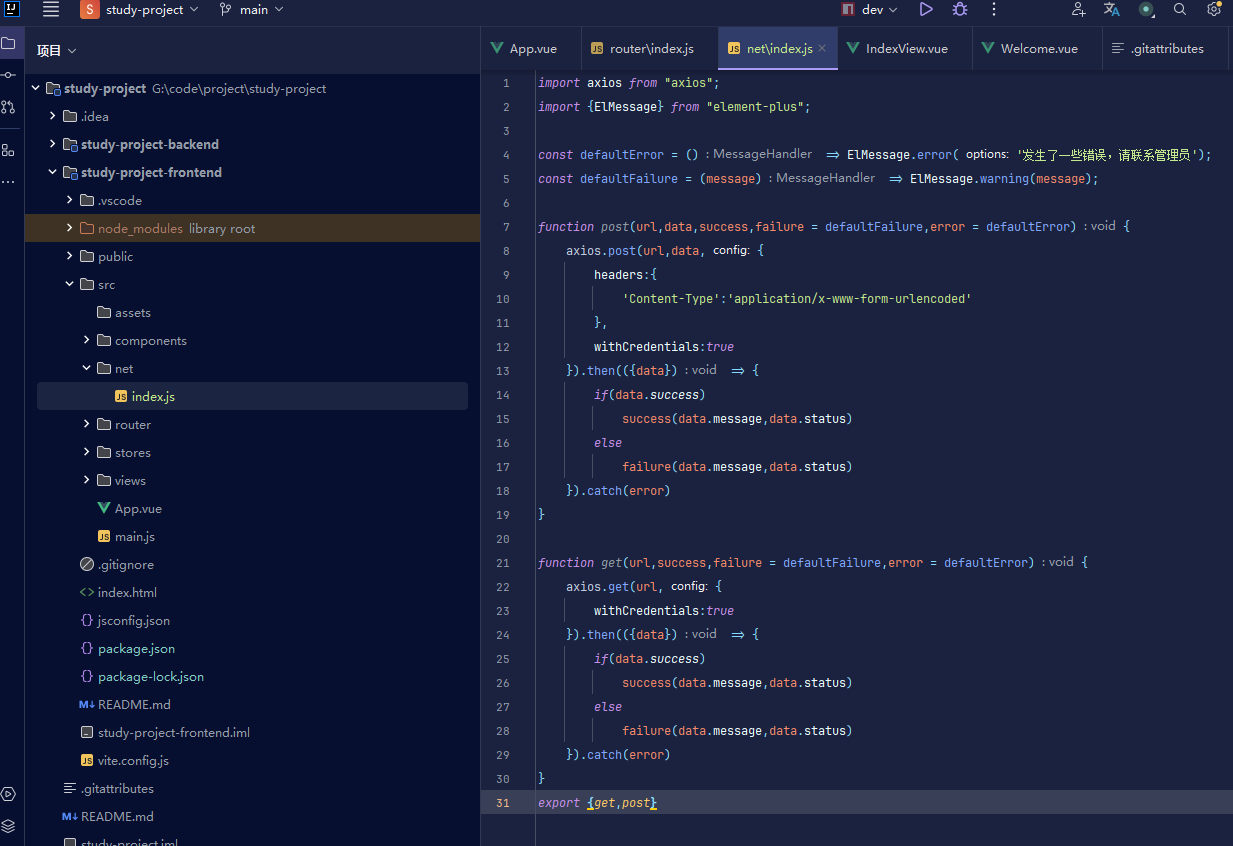 IJ
S study-project main dev
项目
App.vue JS router\index.js JS net\index.js IndexView.vue Welcome.vue .gitattributes
study-project G:\code\project\study-project
.idea
study-project-backend
study-project-frontend
.vscode
node_modules library root
public
src
assets
components
net
JS index.js
router
stores
views
App.vue
JS main.js
.gitignore
<> index.html
{} jsconfig.json
{} package.json
{} package-lock.json
M↓ README.md
study-project-frontend.iml
JS vite.config.js
.gitattributes
M↓ README.md
study-project.iml
1 import axios from "axios";
2 import {ElMessage} from "element-plus";
3
4 const defaultError = () : MessageHandler => ElMessage.error( options: '发生了一些错误，请联系管理员');
5 const defaultFailure = (message) : MessageHandler => ElMessage.warning(message);
6
7 function post(url,data,success,failure = defaultFailure,error = defaultError) : void {
8 axios.post(url,data, config: {
9 headers:{
10 'Content-Type':'application/x-www-form-urlencoded'
11 },
12 withCredentials:true
13 }).then(({data}) : void => {
14 if(data.success)
15 success(data.message,data.status)
16 else
17 failure(data.message,data.status)
18 }).catch(error)
19 }
20
21 function get(url,success,failure = defaultFailure,error = defaultError) : void {
22 axios.get(url, config: {
23 withCredentials:true
24 }).then(({data}) : void => {
25 if(data.success)
26 success(data.message,data.status)
27 else
28 failure(data.message,data.status)
29 }).catch(error)
30 }
31 export {get,post}